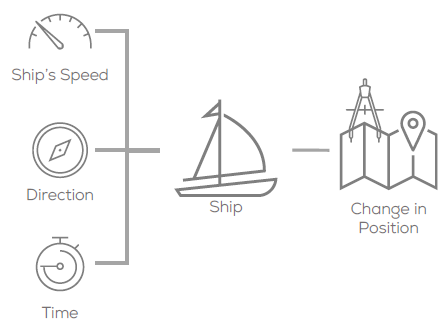 Ship's Speed
Direction
Time
Ship
Change in
Position